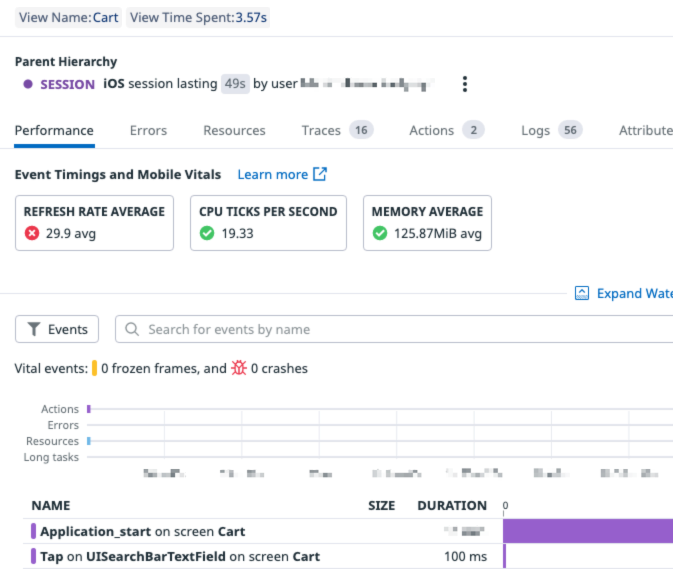 View Name:Cart View Time Spent:3.57s
Parent Hierarchy
SESSION iOS session lasting 49s by user
Performance Errors Resources Traces 16 Actions 2 Logs 56 Attribute
Event Timings and Mobile Vitals Learn more
REFRESH RATE AVERAGE CPU TICKS PER SECOND MEMORY AVERAGE
29.9 avg 19.33 125.87MiB avg
Expand Wate
Events Search for events by name
Vital events: 0 frozen frames, and 0 crashes
Actions
Errors
Resources
Long tasks
NAME SIZE DURATION 0
Application_start on screen Cart
Tap on UISearchBarTextField on screen Cart 100 ms